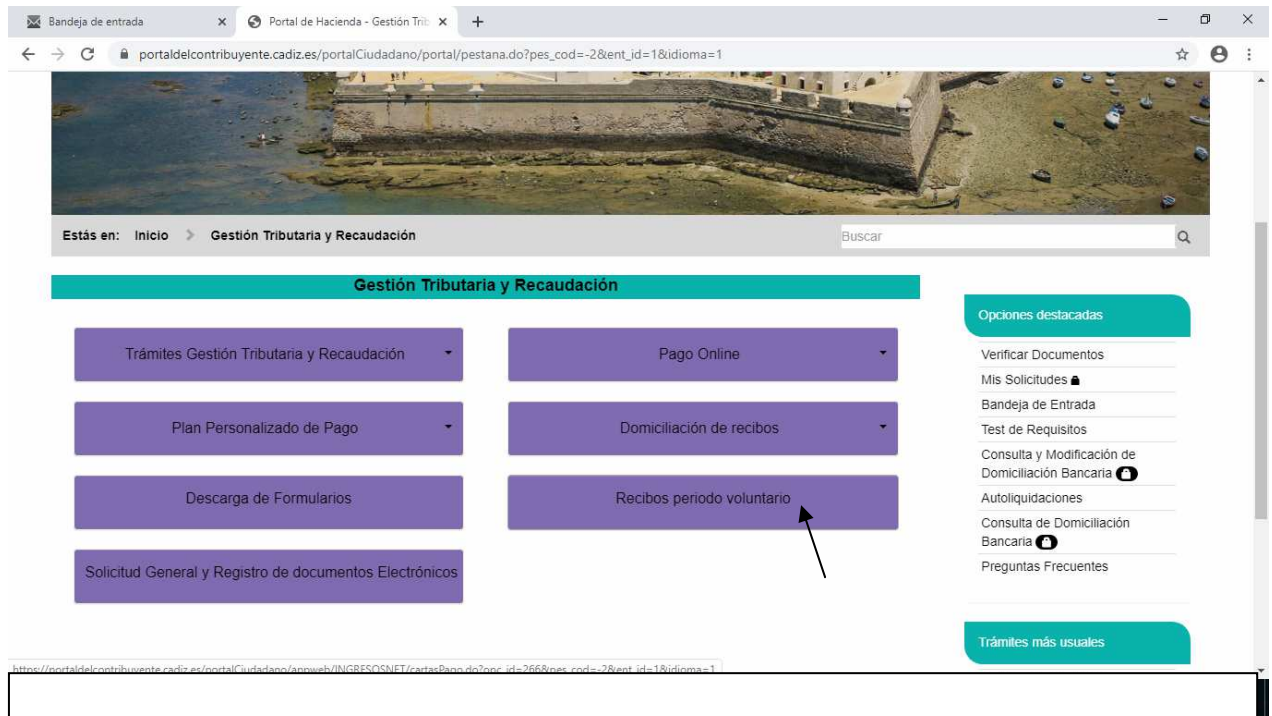 Bandeja de entrada
Portal de Hacienda - Gestión Trib
portaldelcontribuyente.cadiz.es/portalCiudadano/portal/pestana.do?pes_cod=-2&ent_id=1&idioma=1
Estás en: Inicio > Gestión Tributaria y Recaudación
Buscar
Gestión Tributaria y Recaudación
Trámites Gestión Tributaria y Recaudación
Pago Online
Plan Personalizado de Pago
Domiciliación de recibos
Descarga de Formularios
Recibos periodo voluntario
Solicitud General y Registro de documentos Electrónicos
Opciones destacadas
Verificar Documentos
Mis Solicitudes
Bandeja de Entrada
Test de Requisitos
Consulta y Modificación de
Domiciliación Bancaria
Autoliquidaciones
Consulta de Domiciliación
Bancaria
Preguntas Frecuentes
Trámites más usuales
https://portaldelcontribuyente.cadiz.es/portalCiudadano/appweb/INGRESOSNET/cartasPago.do?opc_id=266&pes_cod=-2&ent_id=1&idioma=1